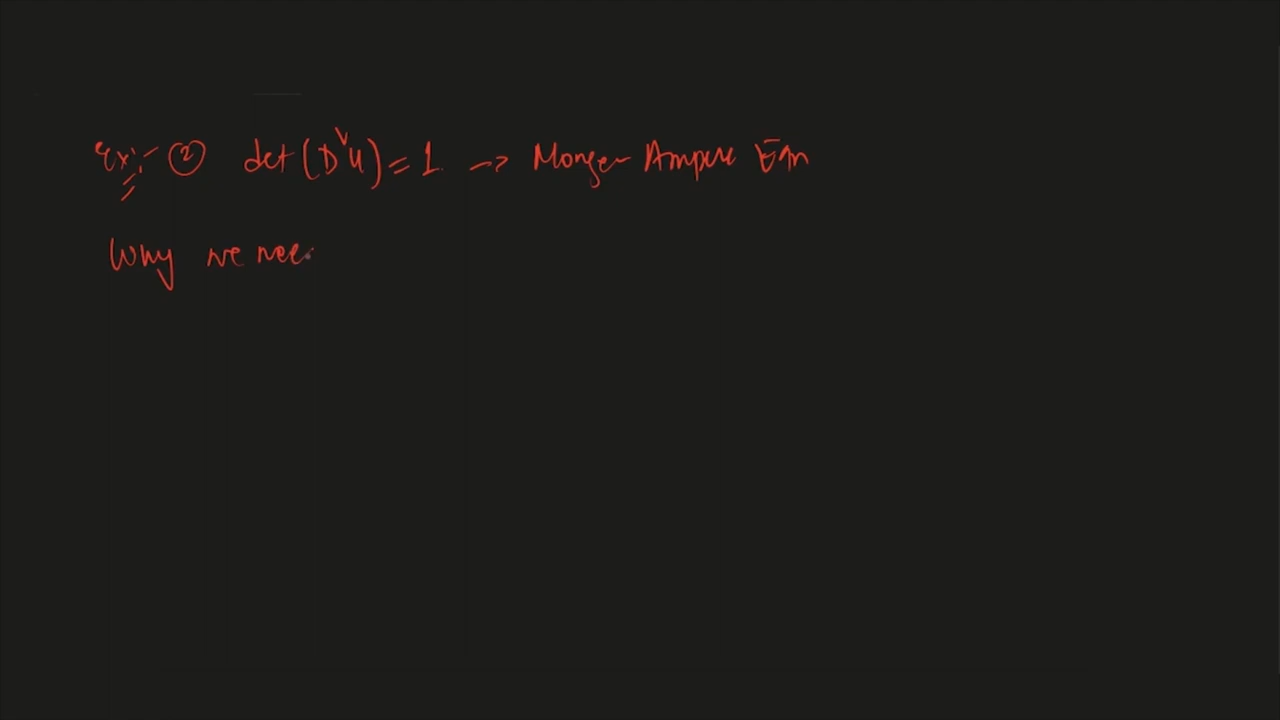 Ex:- ② det(D²u) = 1 → Monge- Ampere Eqn
Why we nee